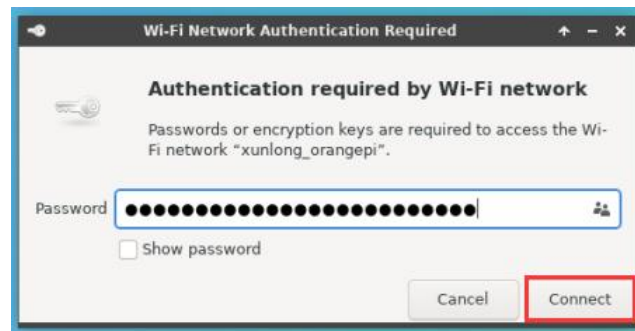 Wi-Fi Network Authentication Required
Authentication required by Wi-Fi network
Passwords or encryption keys are required to access the Wi-
Fi network “xunlong_orangepi”.
Password ●●●●●●●●●●●●●●●●●●●●●●●●●
Show password
Cancel Connect